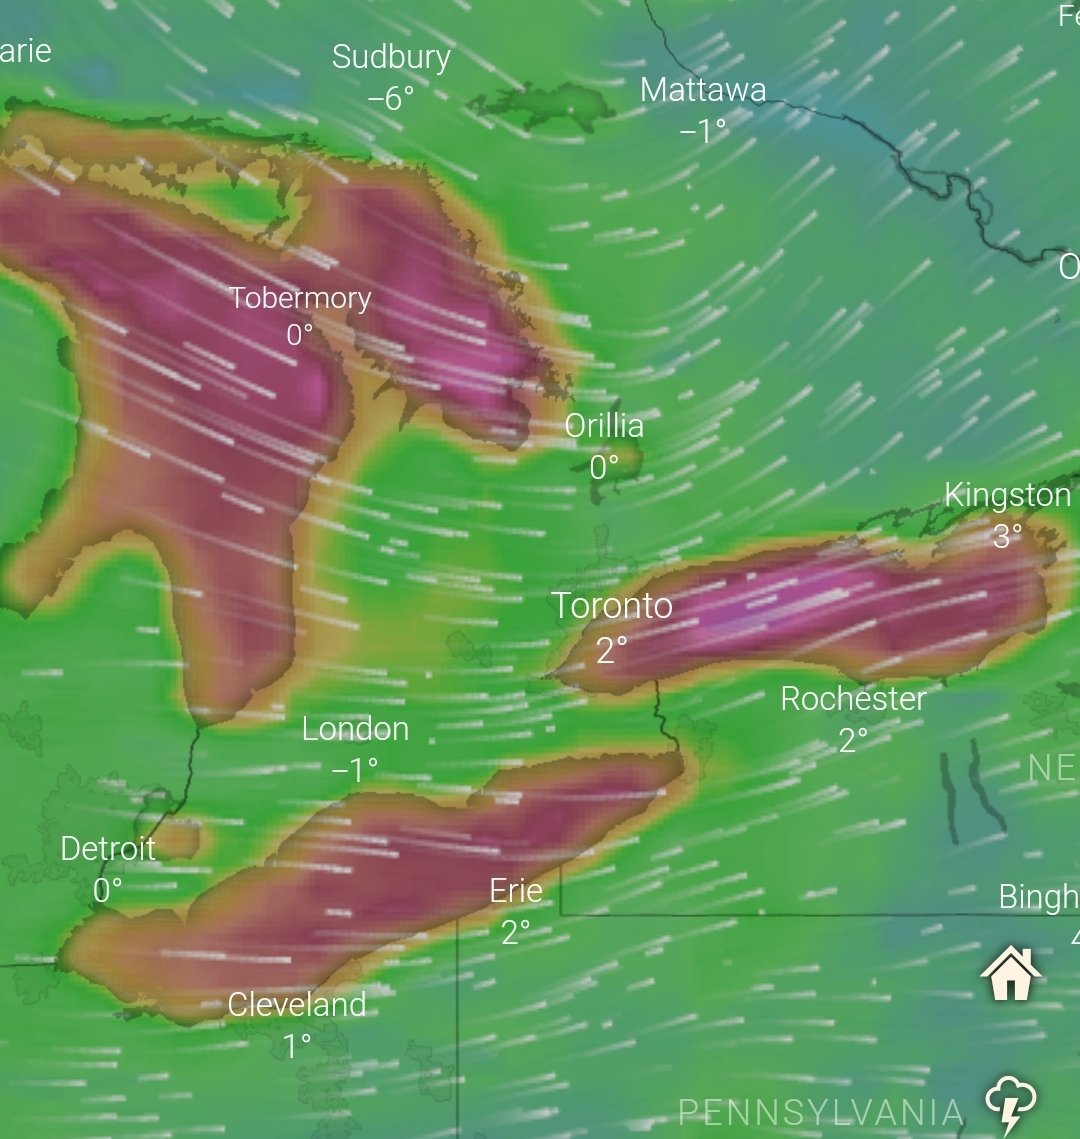 arie
Sudbury
−6°
Mattawa
−1°
Fe
Tobermory
0°
O
Orillia
0°
Kingston
3°
Toronto
2°
Rochester
2°
London
−1°
NE
Detroit
0°
Erie
2°
Bingh
Cleveland
1°
PENNSYLVANIA